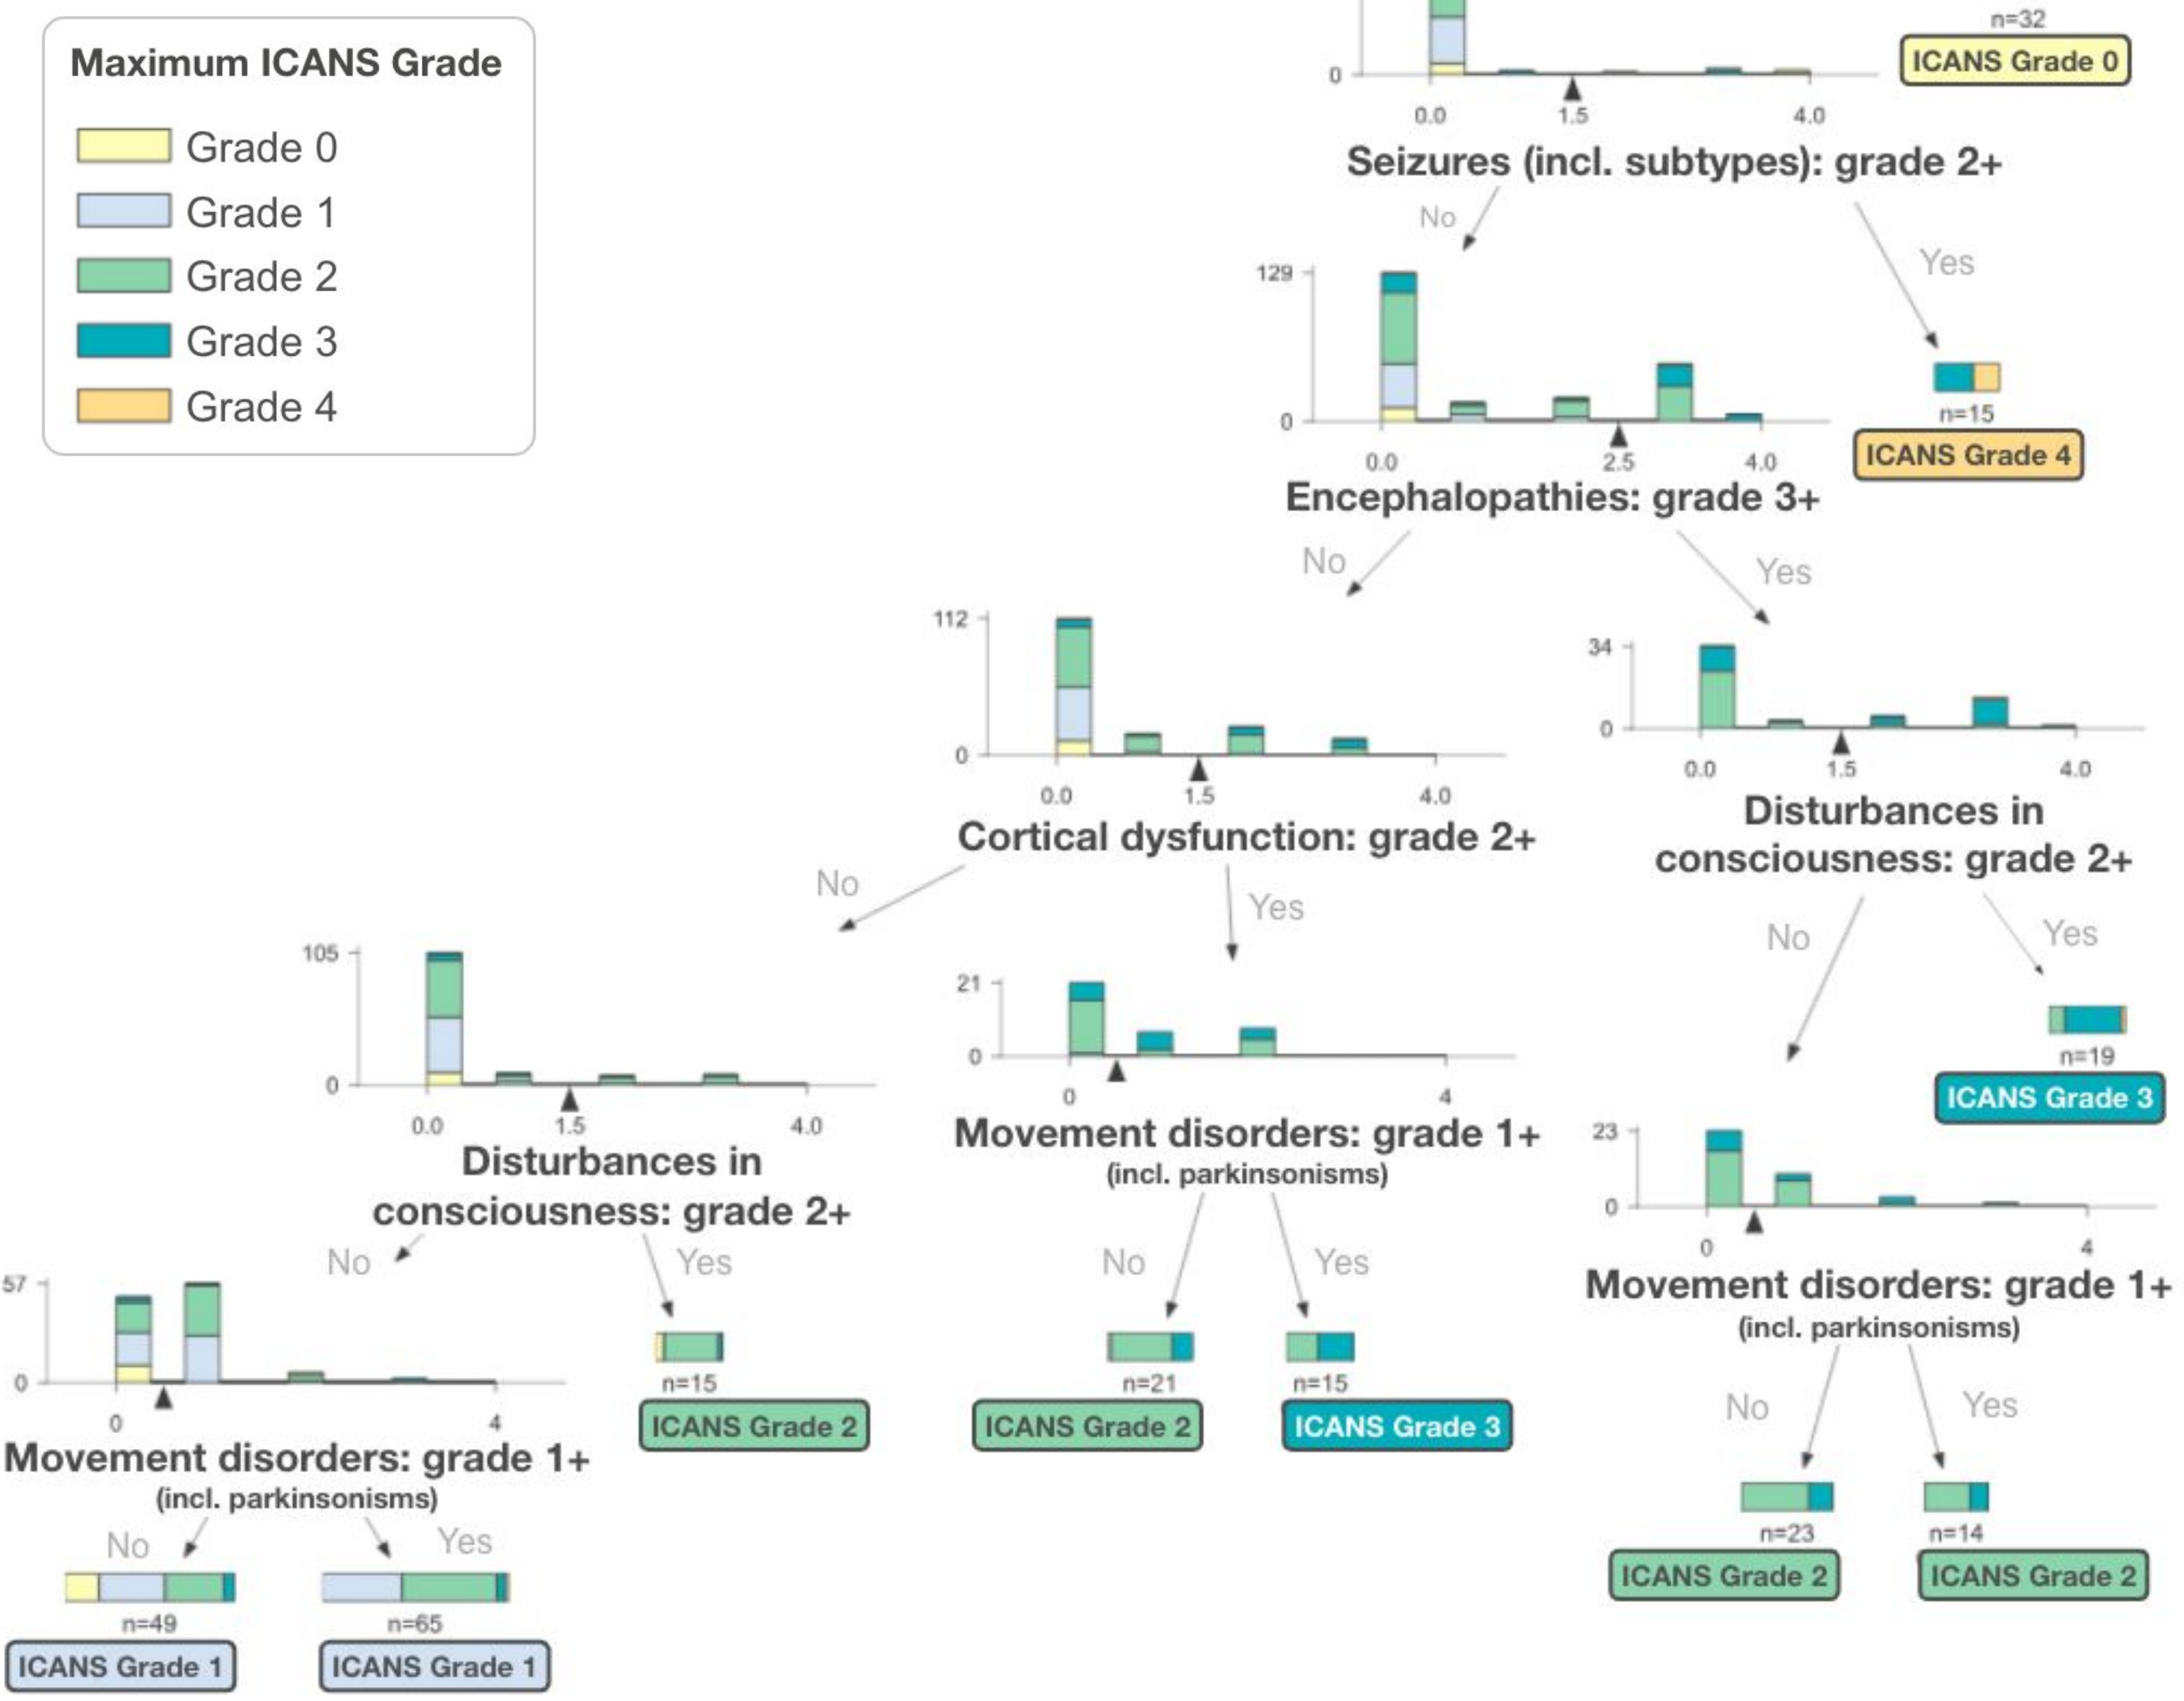 Maximum ICANS Grade
Grade 0
Grade 1
Grade 2
Grade 3
Grade 4
n=32
ICANS Grade 0
0
0.0 1.5 4.0
Seizures (incl. subtypes): grade 2+
No
Yes
129
0
0.0 2.5 4.0
n=15
ICANS Grade 4
Encephalopathies: grade 3+
No
Yes
112
0
0.0 1.5 4.0
Cortical dysfunction: grade 2+
34
0
0.0 1.5 4.0
Disturbances in
consciousness: grade 2+
No
Yes
No
Yes
105
0
0.0 1.5 4.0
Disturbances in
consciousness: grade 2+
21
0
0 4
Movement disorders: grade 1+
(incl. parkinsonisms)
n=19
ICANS Grade 3
23
0
0 4
Movement disorders: grade 1+
(incl. parkinsonisms)
No
Yes
No
Yes
57
0
0 4
Movement disorders: grade 1+
(incl. parkinsonisms)
n=15
ICANS Grade 2
n=21
ICANS Grade 2
n=15
ICANS Grade 3
No
Yes
n=23
ICANS Grade 2
n=14
ICANS Grade 2
No
Yes
n=49
ICANS Grade 1
n=65
ICANS Grade 1